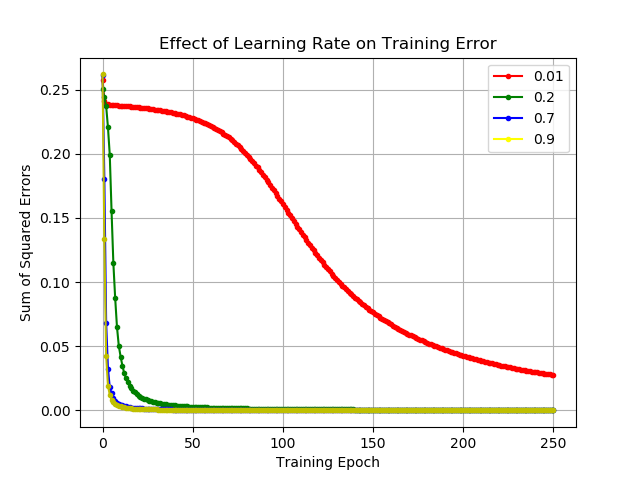 Effect of Learning Rate on Training Error
0.01
0.2
0.7
0.9
Sum of Squared Errors
0.25
0.20
0.15
0.10
0.05
0.00
0 50 100 150 200 250
Training Epoch